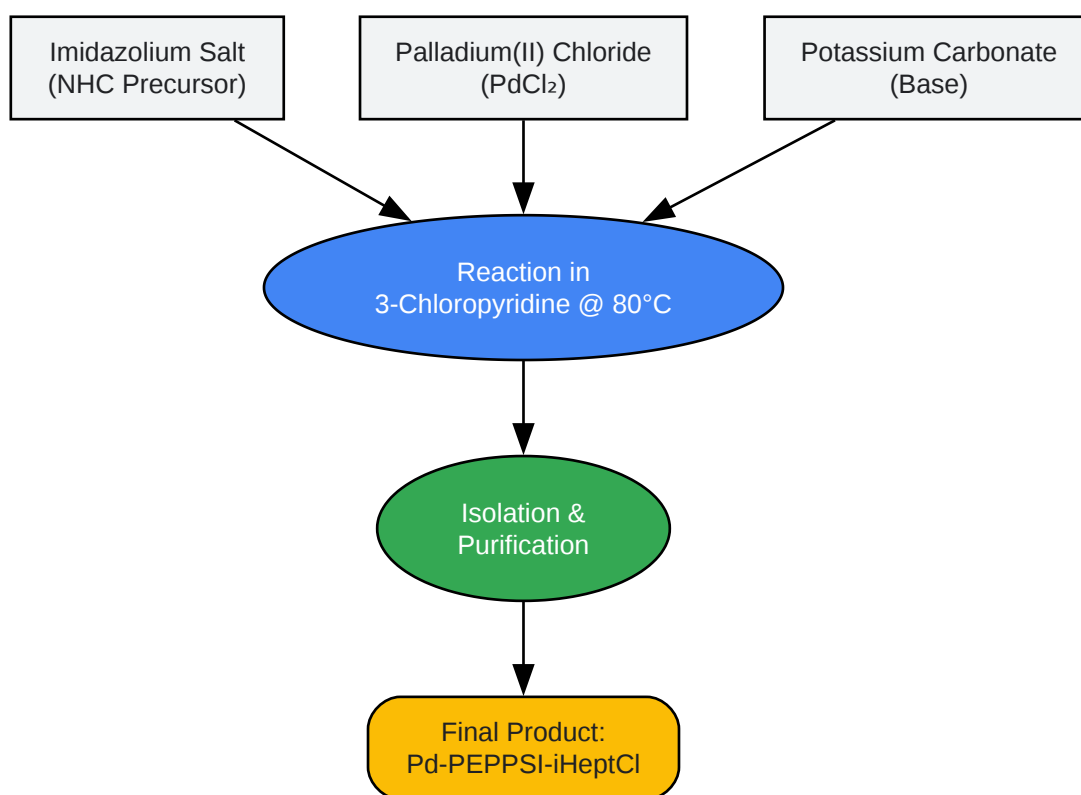 Imidazolium Salt
(NHC Precursor)
Palladium(II) Chloride
(PdCl₂)
Potassium Carbonate
(Base)
Reaction in
3-Chloropyridine @ 80°C
Isolation &
Purification
Final Product:
Pd-PEPPSI-iHeptCl